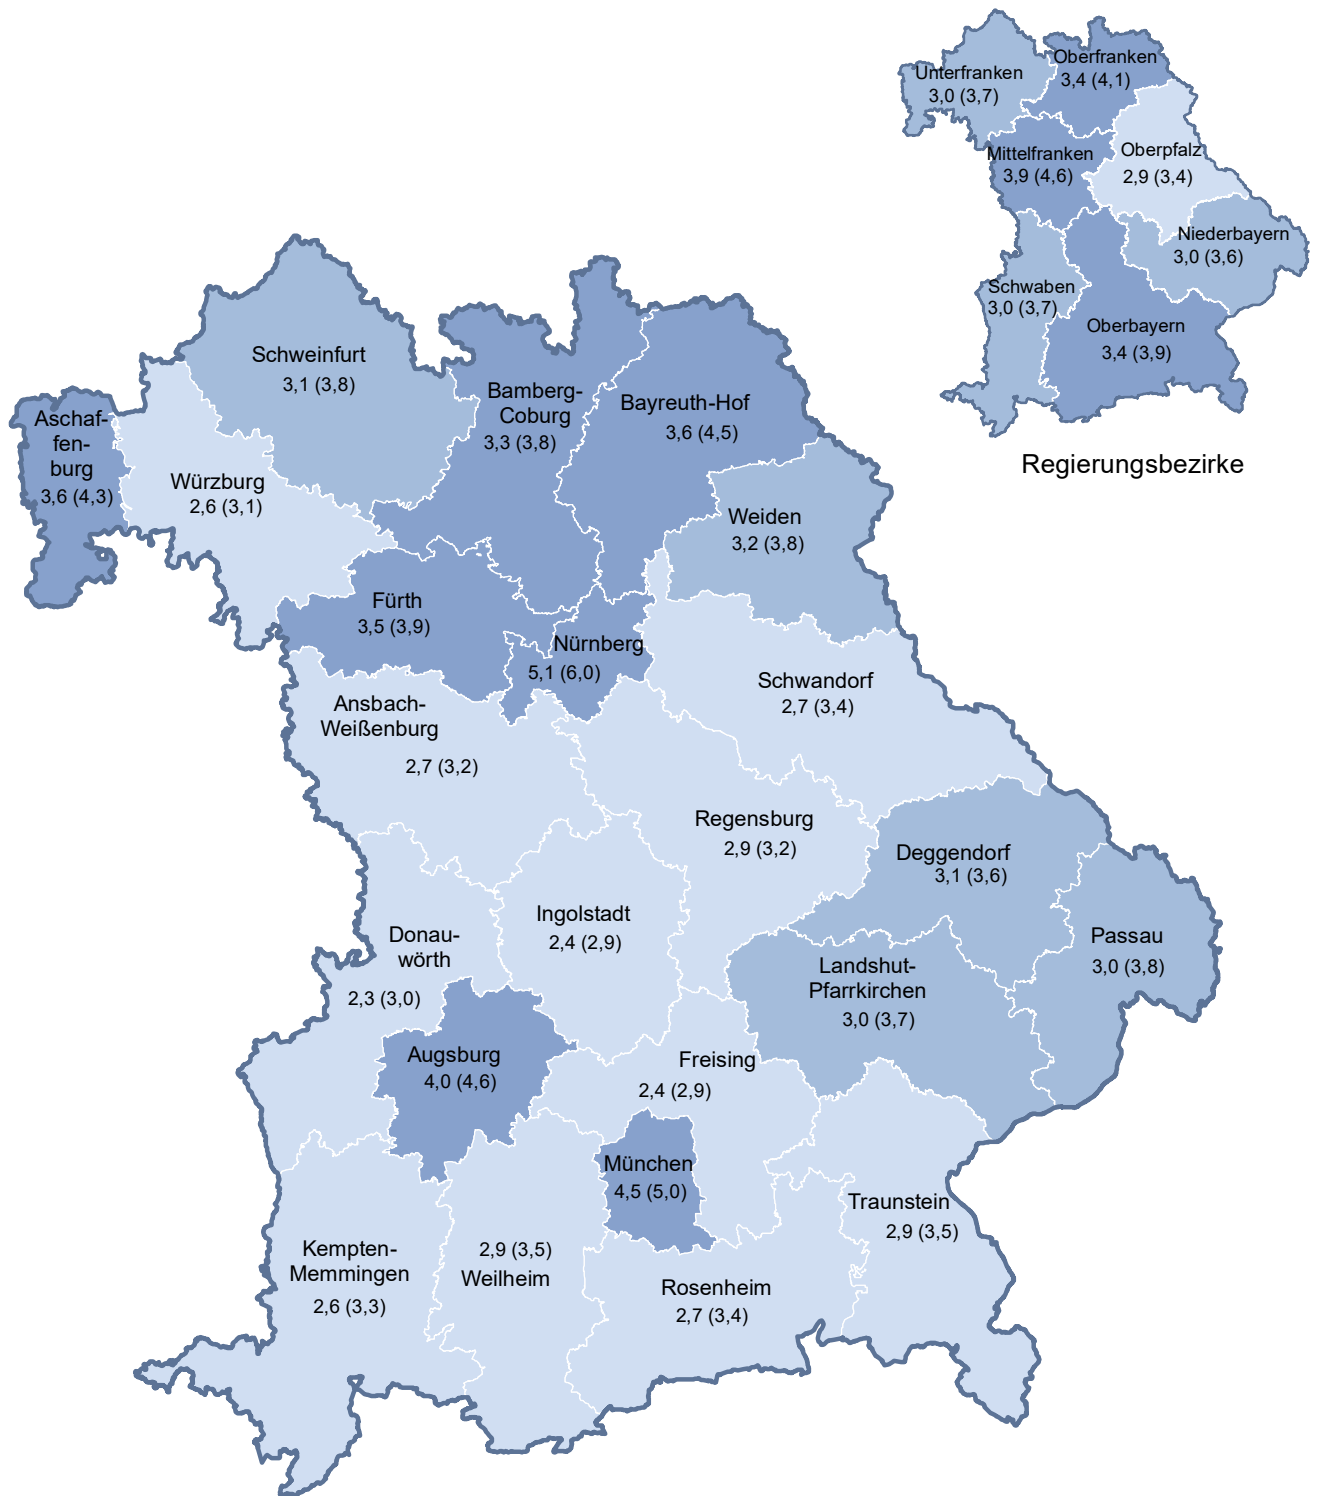 Oberfranken
3,4 (4,1)
Unterfranken
3,0 (3,7)
Mittelfranken
3,9 (4,6)
Oberpfalz
2,9 (3,4)
Niederbayern
3,0 (3,6)
Schwaben
3,0 (3,7)
Oberbayern
3,4 (3,9)
Regierungsbezirke
Schweinfurt
3,1 (3,8)
Bamberg-
Coburg
3,3 (3,8)
Bayreuth-Hof
3,6 (4,5)
Aschaf-
fen-
burg
3,6 (4,3)
Würzburg
2,6 (3,1)
Weiden
3,2 (3,8)
Fürth
3,5 (3,9)
Nürnberg
5,1 (6,0)
Schwandorf
2,7 (3,4)
Ansbach-
Weißenburg
2,7 (3,2)
Regensburg
2,9 (3,2)
Deggendorf
3,1 (3,6)
Ingolstadt
2,4 (2,9)
Donau-
wörth
2,3 (3,0)
Passau
3,0 (3,8)
Landshut-
Pfarrkirchen
3,0 (3,7)
Augsburg
4,0 (4,6)
Freising
2,4 (2,9)
München
4,5 (5,0)
Traunstein
2,9 (3,5)
Kempten-
Memmingen
2,6 (3,3)
2,9 (3,5)
Weilheim
Rosenheim
2,7 (3,4)